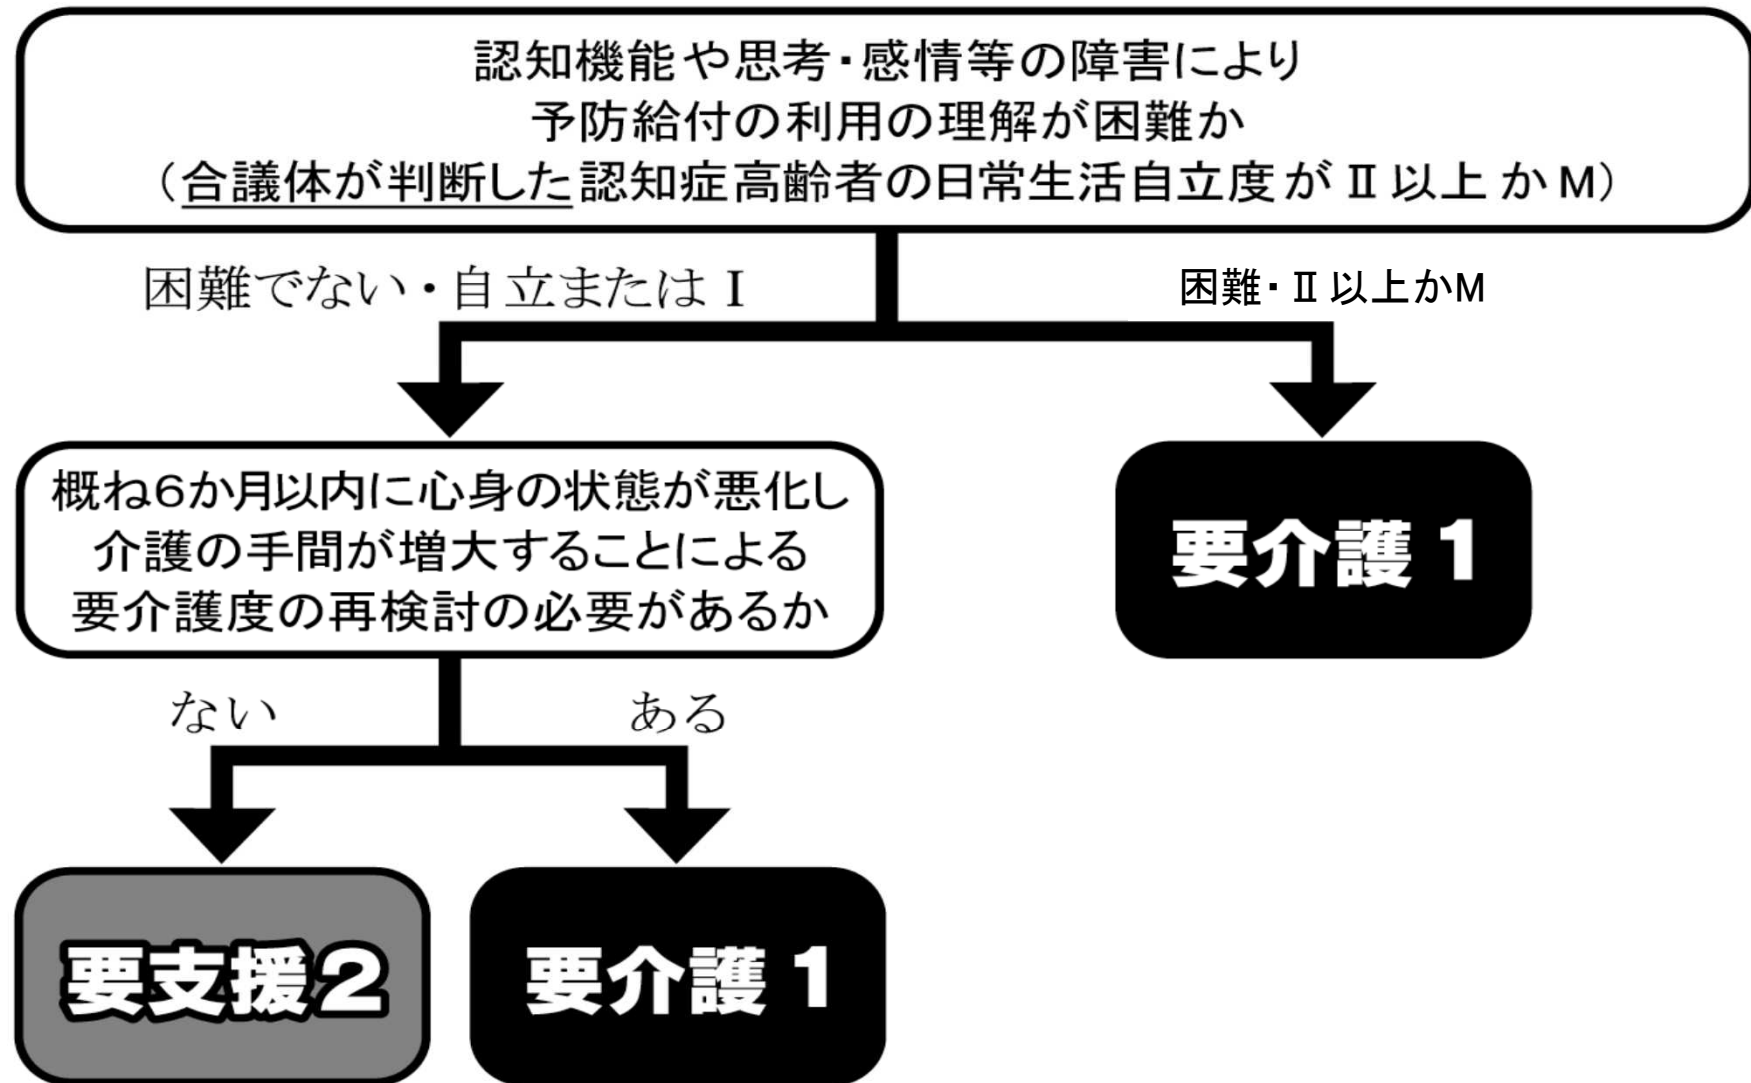 認知機能や思考・感情等の障害により
予防給付の利用の理解が困難か
（合議体が判断した認知症高齢者の日常生活自立度がⅡ以上かM）
困難でない・自立またはⅠ
困難・Ⅱ以上かM
概ね６か月以内に心身の状態が悪化し
介護の手間が増大することによる
要介護度の再検討の必要があるか
要介護１
ない
ある
要支援２
要介護１